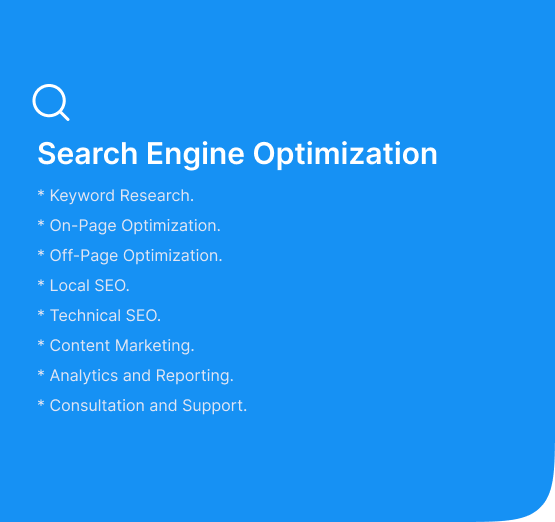 Search Engine Optimization
* Keyword Research.
* On-Page Optimization.
* Off-Page Optimization.
* Local SEO.
* Technical SEO.
* Content Marketing.
* Analytics and Reporting.
* Consultation and Support.